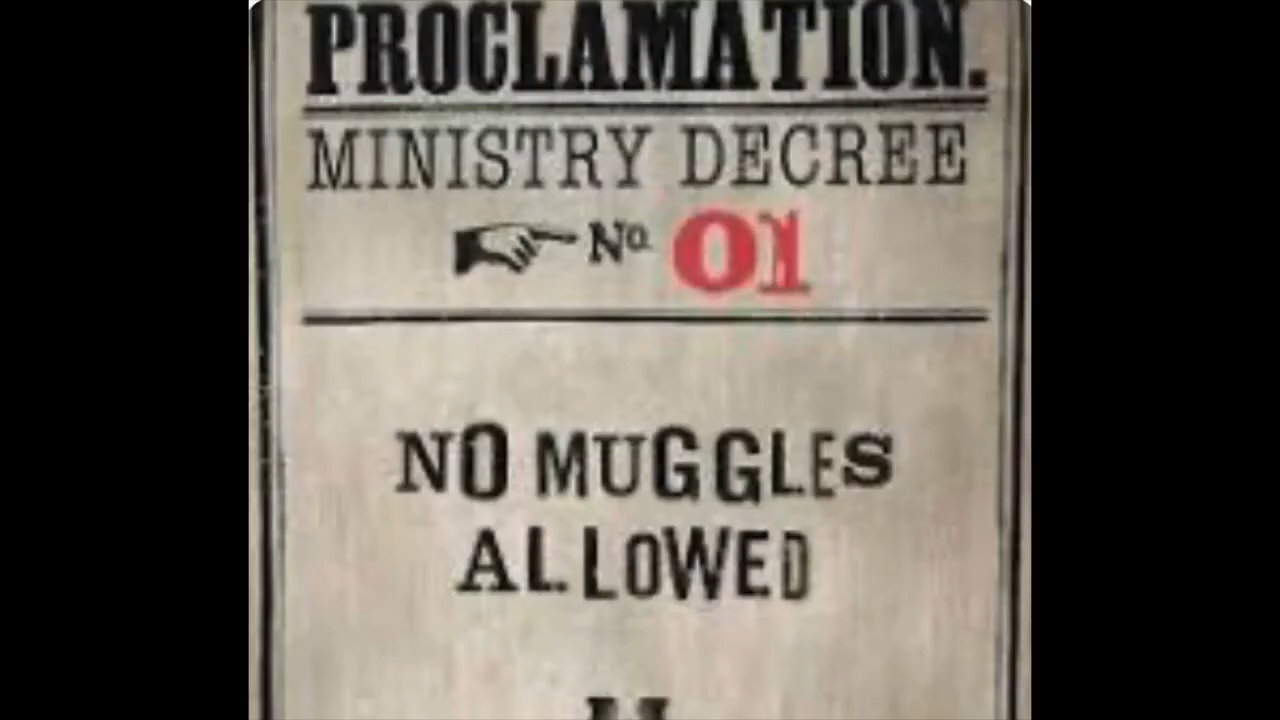 PROCLAMATION.
MINISTRY DECREE
No. 01
NO MUGGLES
ALLOWED